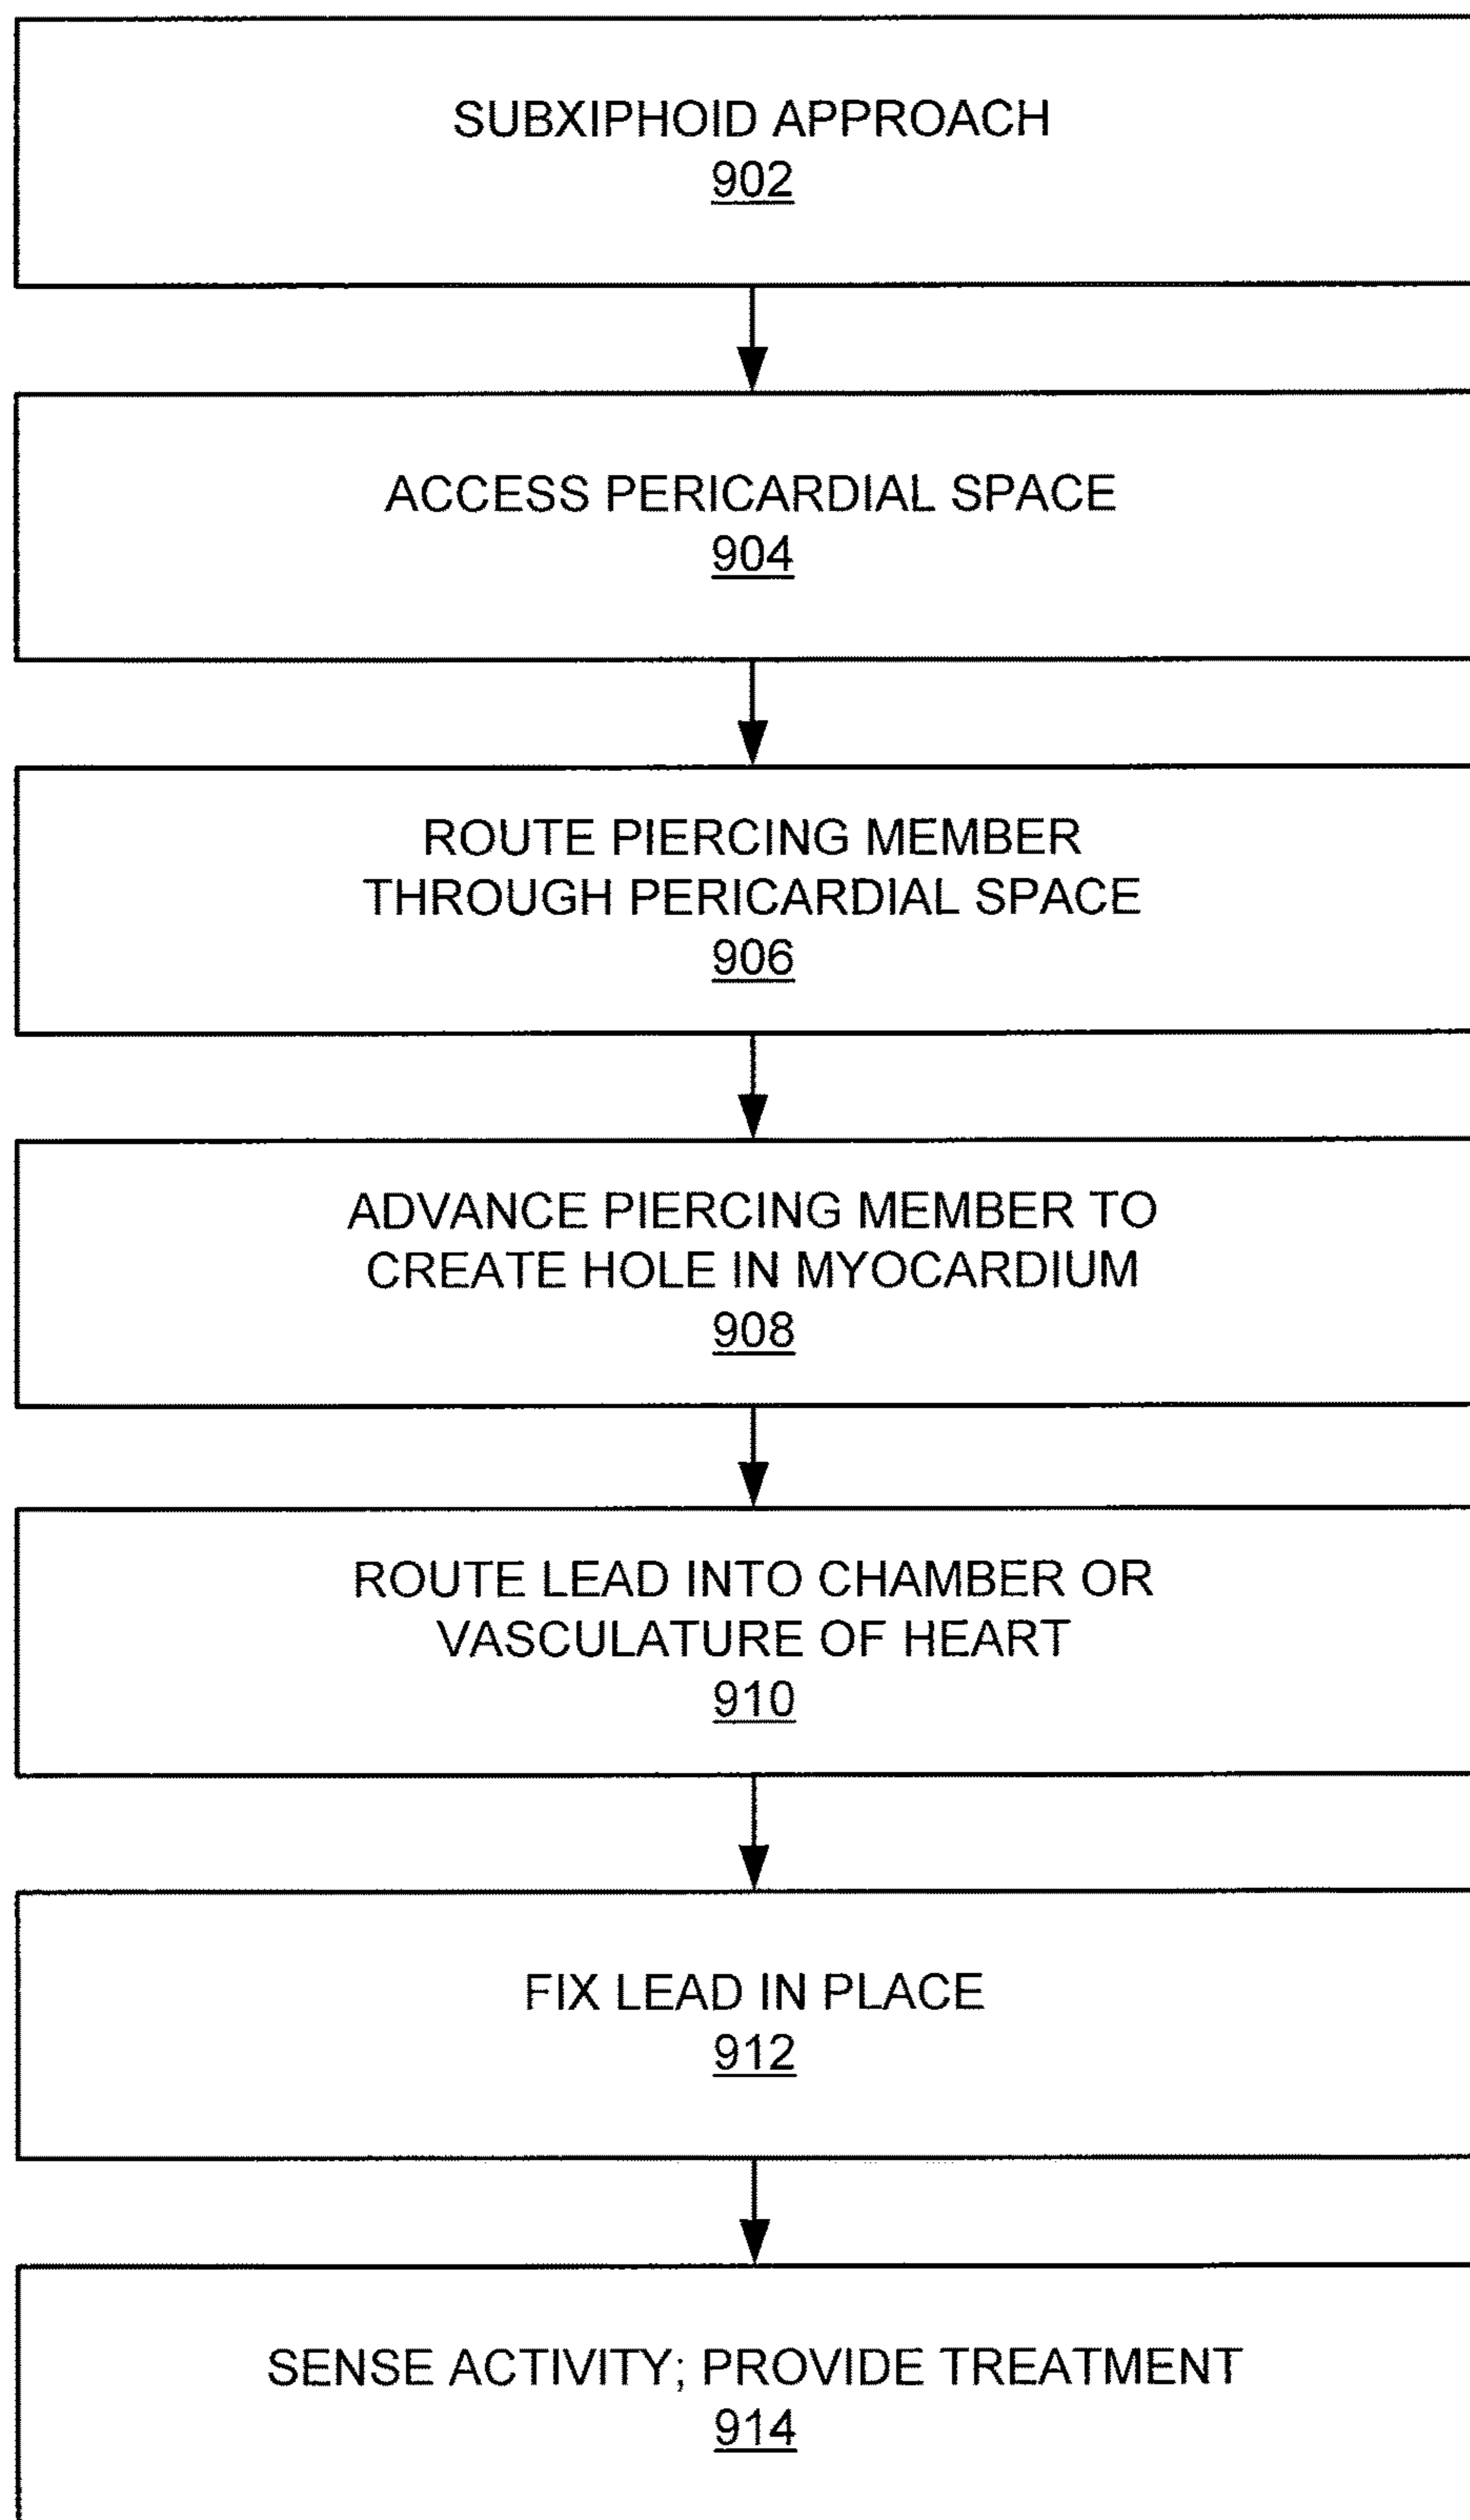 SUBXIPHOID APPROACH
902
ACCESS PERICARDIAL SPACE
904
ROUTE PIERCING MEMBER
THROUGH PERICARDIAL SPACE
906
ADVANCE PIERCING MEMBER TO
CREATE HOLE IN MYOCARDIUM
908
ROUTE LEAD INTO CHAMBER OR
VASCULATURE OF HEART
910
FIX LEAD IN PLACE
912
SENSE ACTIVITY; PROVIDE TREATMENT
914